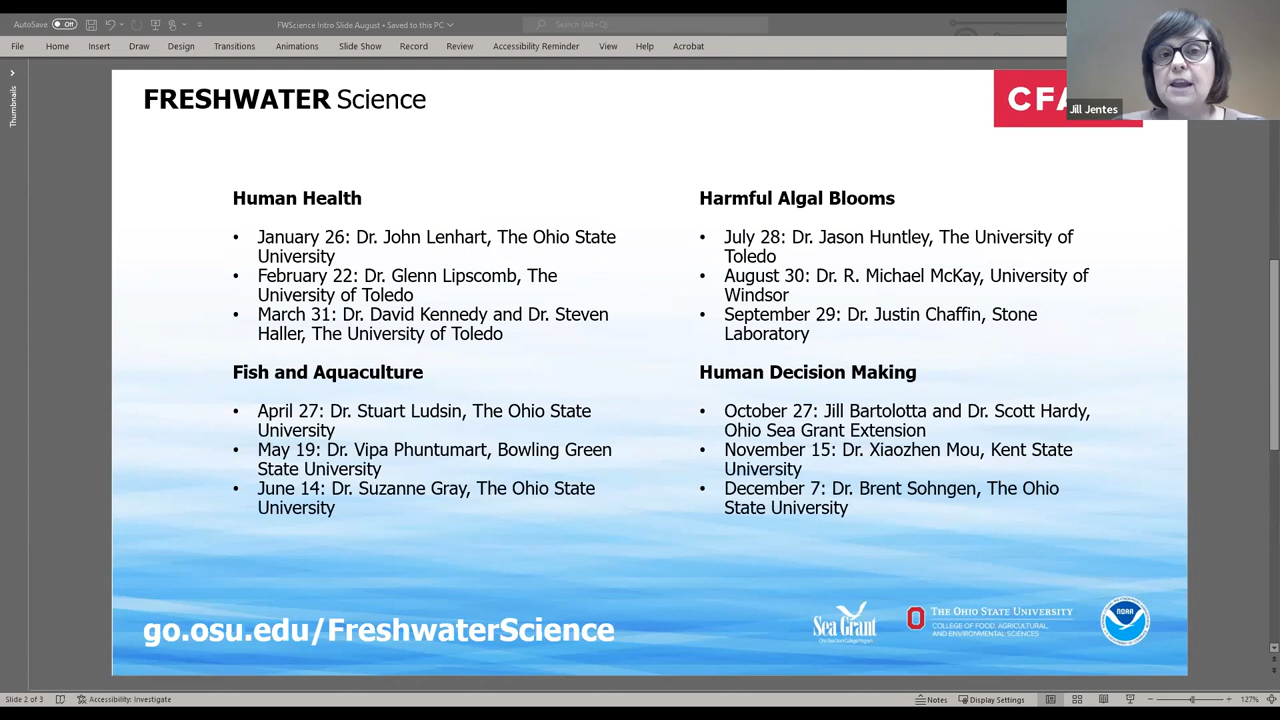 AutoSave
Off
FWScience Intro Slide August • Saved to this PC
Search (Alt+Q)
File
Home
Insert
Draw
Design
Transitions
Animations
Slide Show
Record
Review
Accessibility Reminder
View
Help
Acrobat
Jill Jentes
Thumbnails
FRESHWATER Science
CFA
Human Health
• January 26: Dr. John Lenhart, The Ohio State
University
• February 22: Dr. Glenn Lipscomb, The
University of Toledo
• March 31: Dr. David Kennedy and Dr. Steven
Haller, The University of Toledo
Fish and Aquaculture
• April 27: Dr. Stuart Ludsin, The Ohio State
University
• May 19: Dr. Vipa Phuntumart, Bowling Green
State University
• June 14: Dr. Suzanne Gray, The Ohio State
University
Harmful Algal Blooms
• July 28: Dr. Jason Huntley, The University of
Toledo
• August 30: Dr. R. Michael McKay, University of
Windsor
• September 29: Dr. Justin Chaffin, Stone
Laboratory
Human Decision Making
• October 27: Jill Bartolotta and Dr. Scott Hardy,
Ohio Sea Grant Extension
• November 15: Dr. Xiaozhen Mou, Kent State
University
• December 7: Dr. Brent Sohngen, The Ohio
State University
go.osu.edu/FreshwaterScience
Sea Grant
THE OHIO STATE UNIVERSITY
COLLEGE OF FOOD, AGRICULTURAL,
AND ENVIRONMENTAL SCIENCES
NOAA
Slide 2 of 3
Accessibility: Investigate
Notes
Display Settings
127%